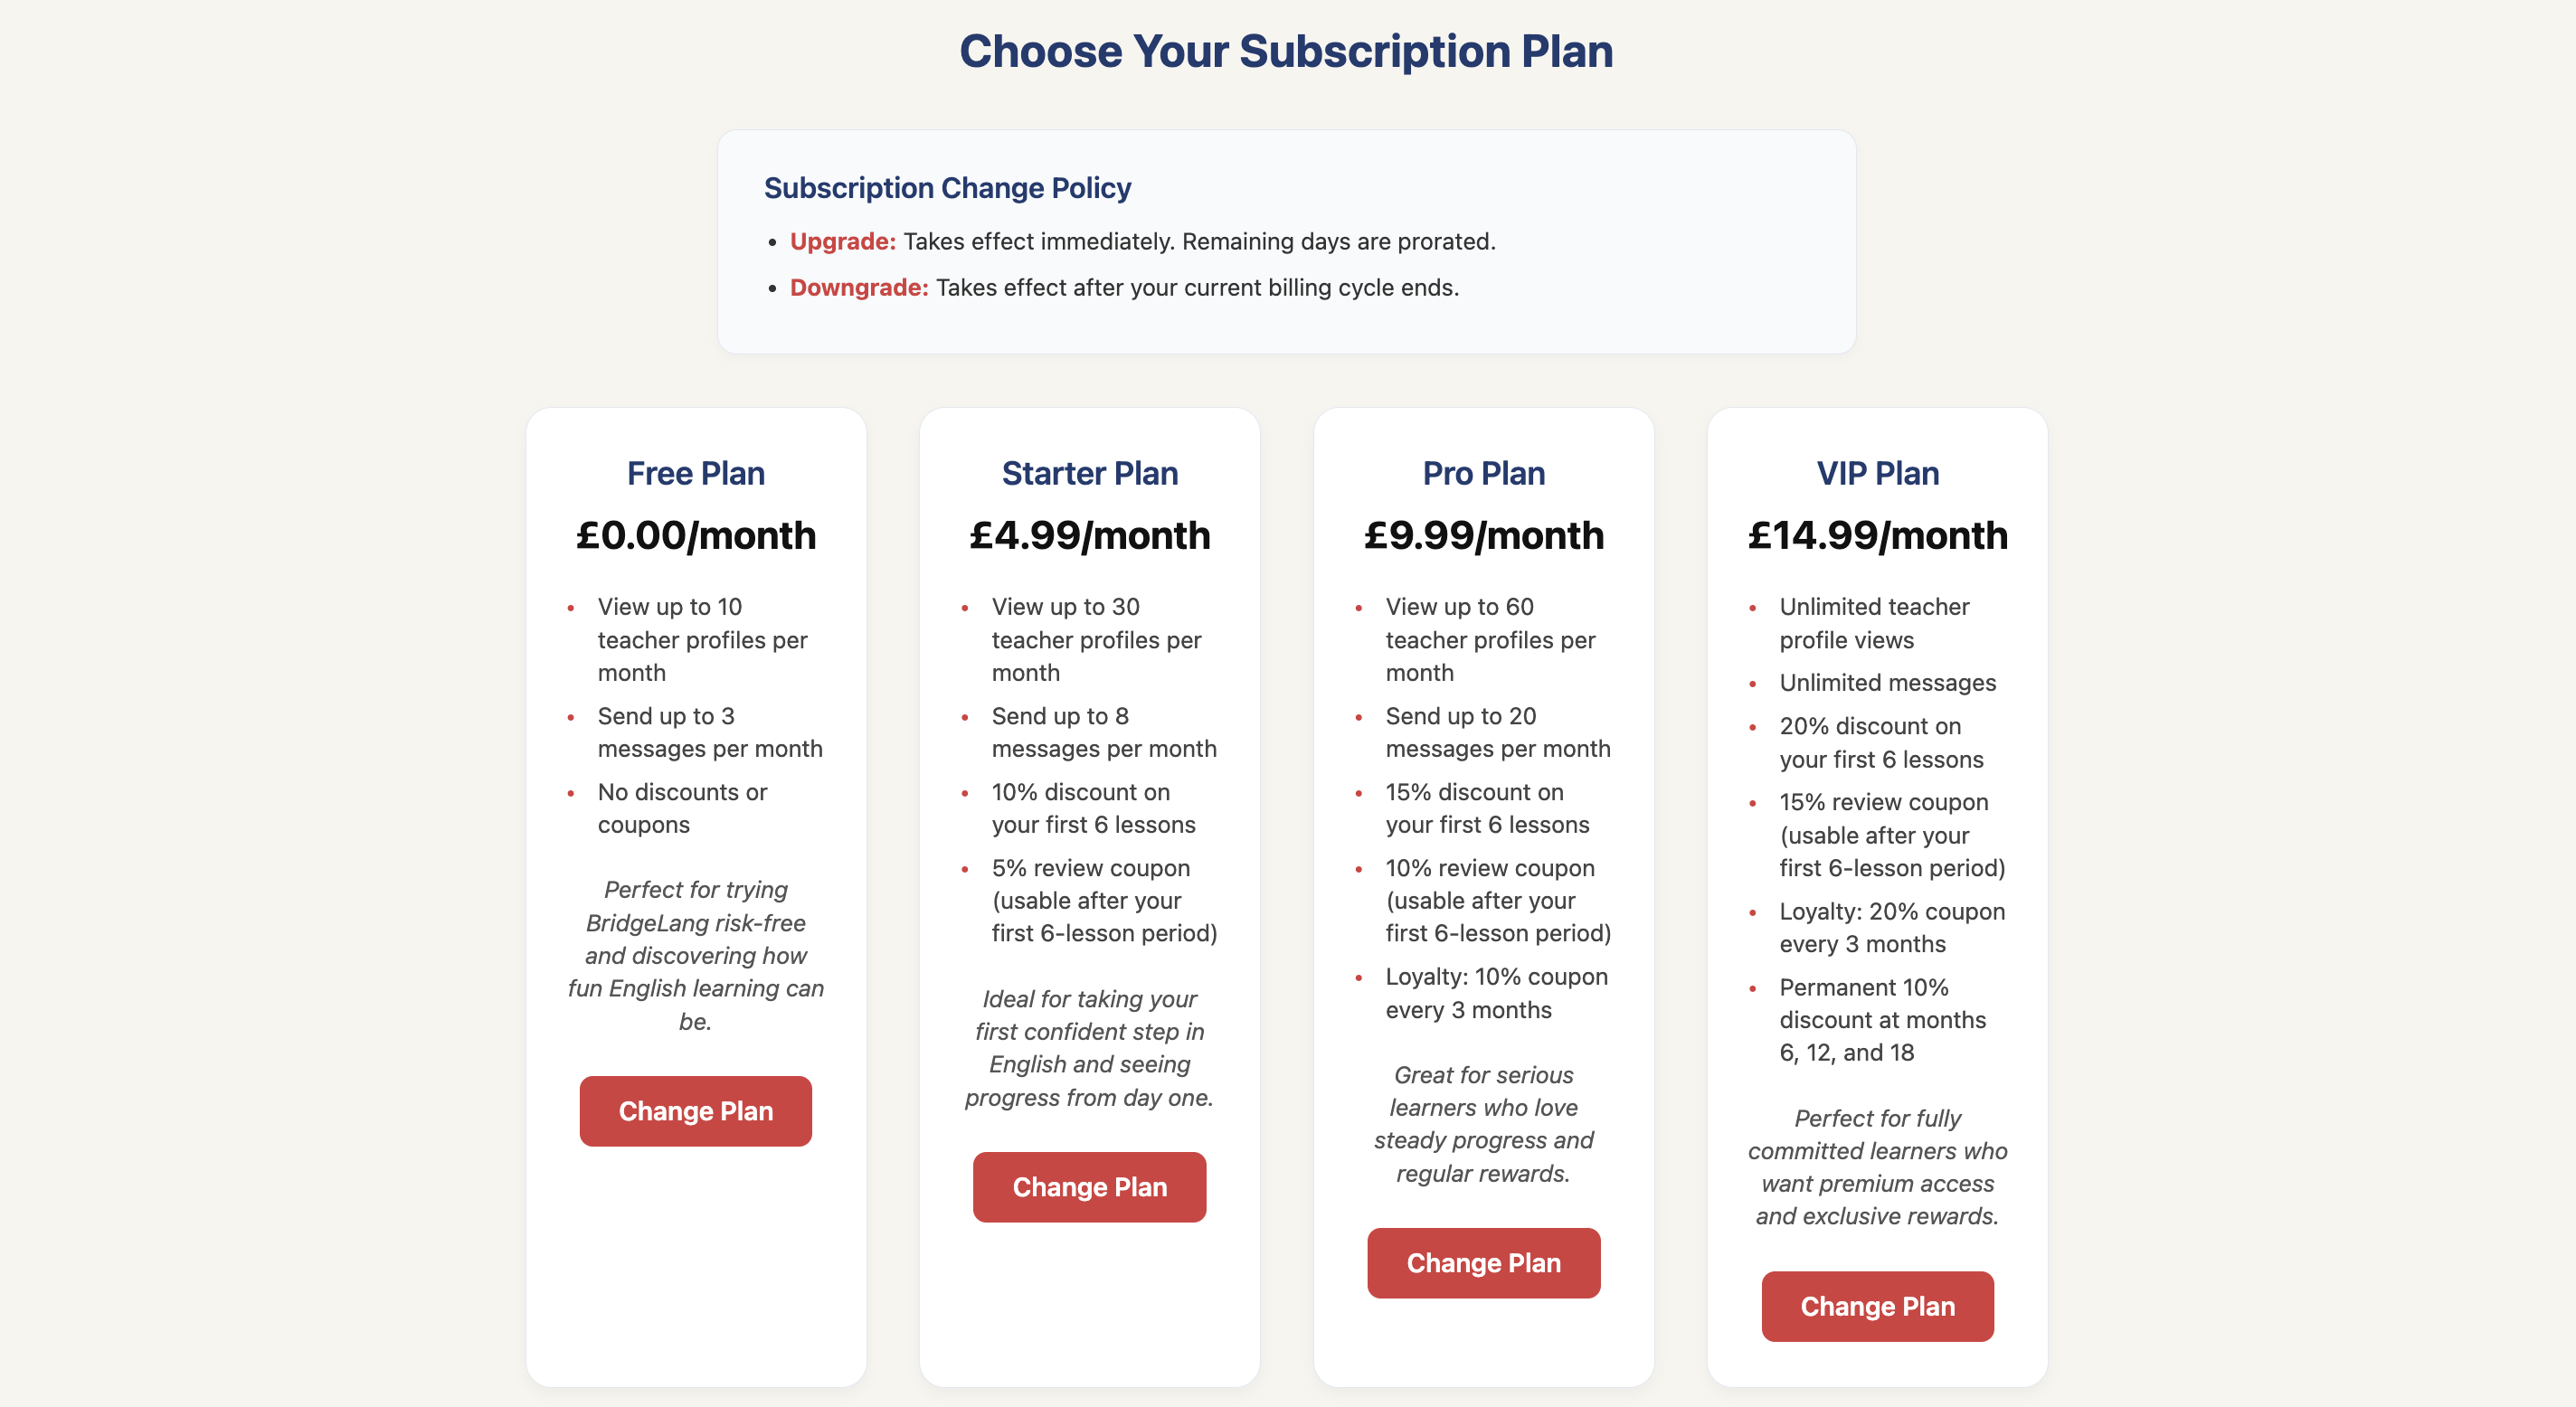 Choose Your Subscription Plan
Subscription Change Policy
• Upgrade: Takes effect immediately. Remaining days are prorated.
• Downgrade: Takes effect after your current billing cycle ends.
Free Plan
£0.00/month
• View up to 10
teacher profiles per
month
• Send up to 3
messages per month
• No discounts or
coupons
Perfect for trying
BridgeLang risk-free
and discovering how
fun English learning can
be.
Change Plan
Starter Plan
£4.99/month
• View up to 30
teacher profiles per
month
• Send up to 8
messages per month
• 10% discount on
your first 6 lessons
• 5% review coupon
(usable after your
first 6-lesson period)
Ideal for taking your
first confident step in
English and seeing
progress from day one.
Change Plan
Pro Plan
£9.99/month
• View up to 60
teacher profiles per
month
• Send up to 20
messages per month
• 15% discount on
your first 6 lessons
• 10% review coupon
(usable after your
first 6-lesson period)
• Loyalty: 10% coupon
every 3 months
Great for serious
learners who love
steady progress and
regular rewards.
Change Plan
VIP Plan
£14.99/month
• Unlimited teacher
profile views
• Unlimited messages
• 20% discount on
your first 6 lessons
• 15% review coupon
(usable after your
first 6-lesson period)
• Loyalty: 20% coupon
every 3 months
• Permanent 10%
discount at months
6, 12, and 18
Perfect for fully
committed learners who
want premium access
and exclusive rewards.
Change Plan